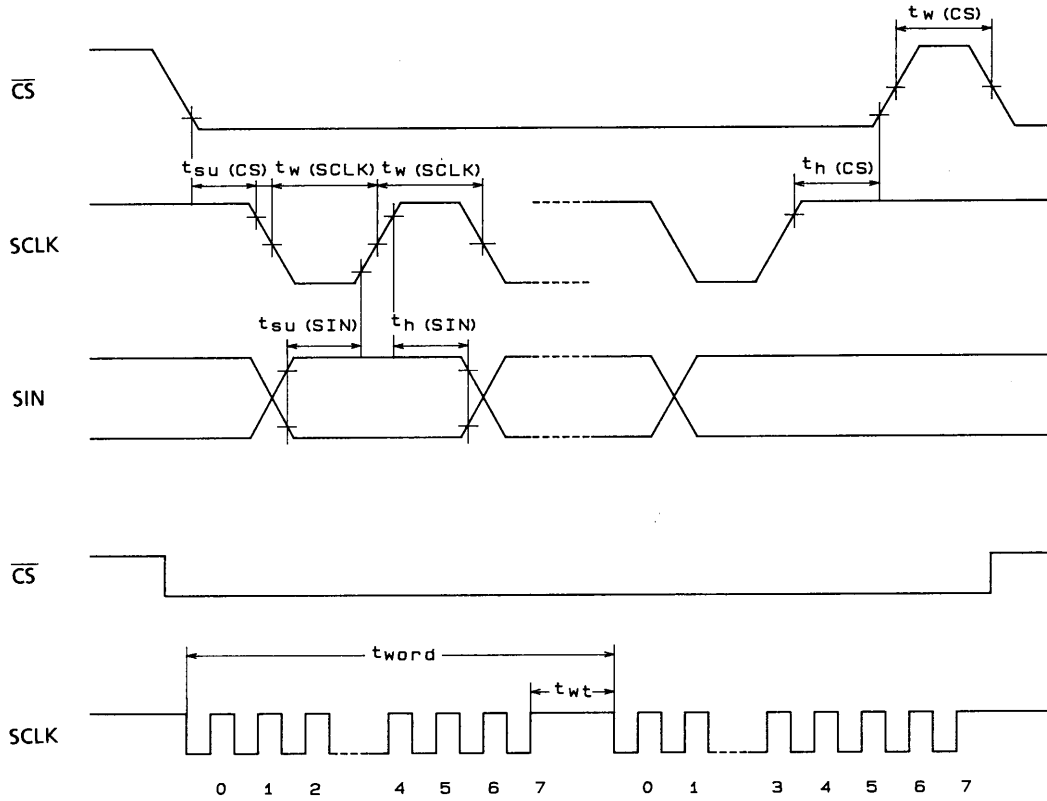 tw (CS)
CS
tsu (CS) tw (SCLK) tw (SCLK) th (CS)
SCLK
tsu (SIN) th (SIN)
SIN
CS
tword
twt
SCLK
0 1 2 4 5 6 7 0 1 3 4 5 6 7